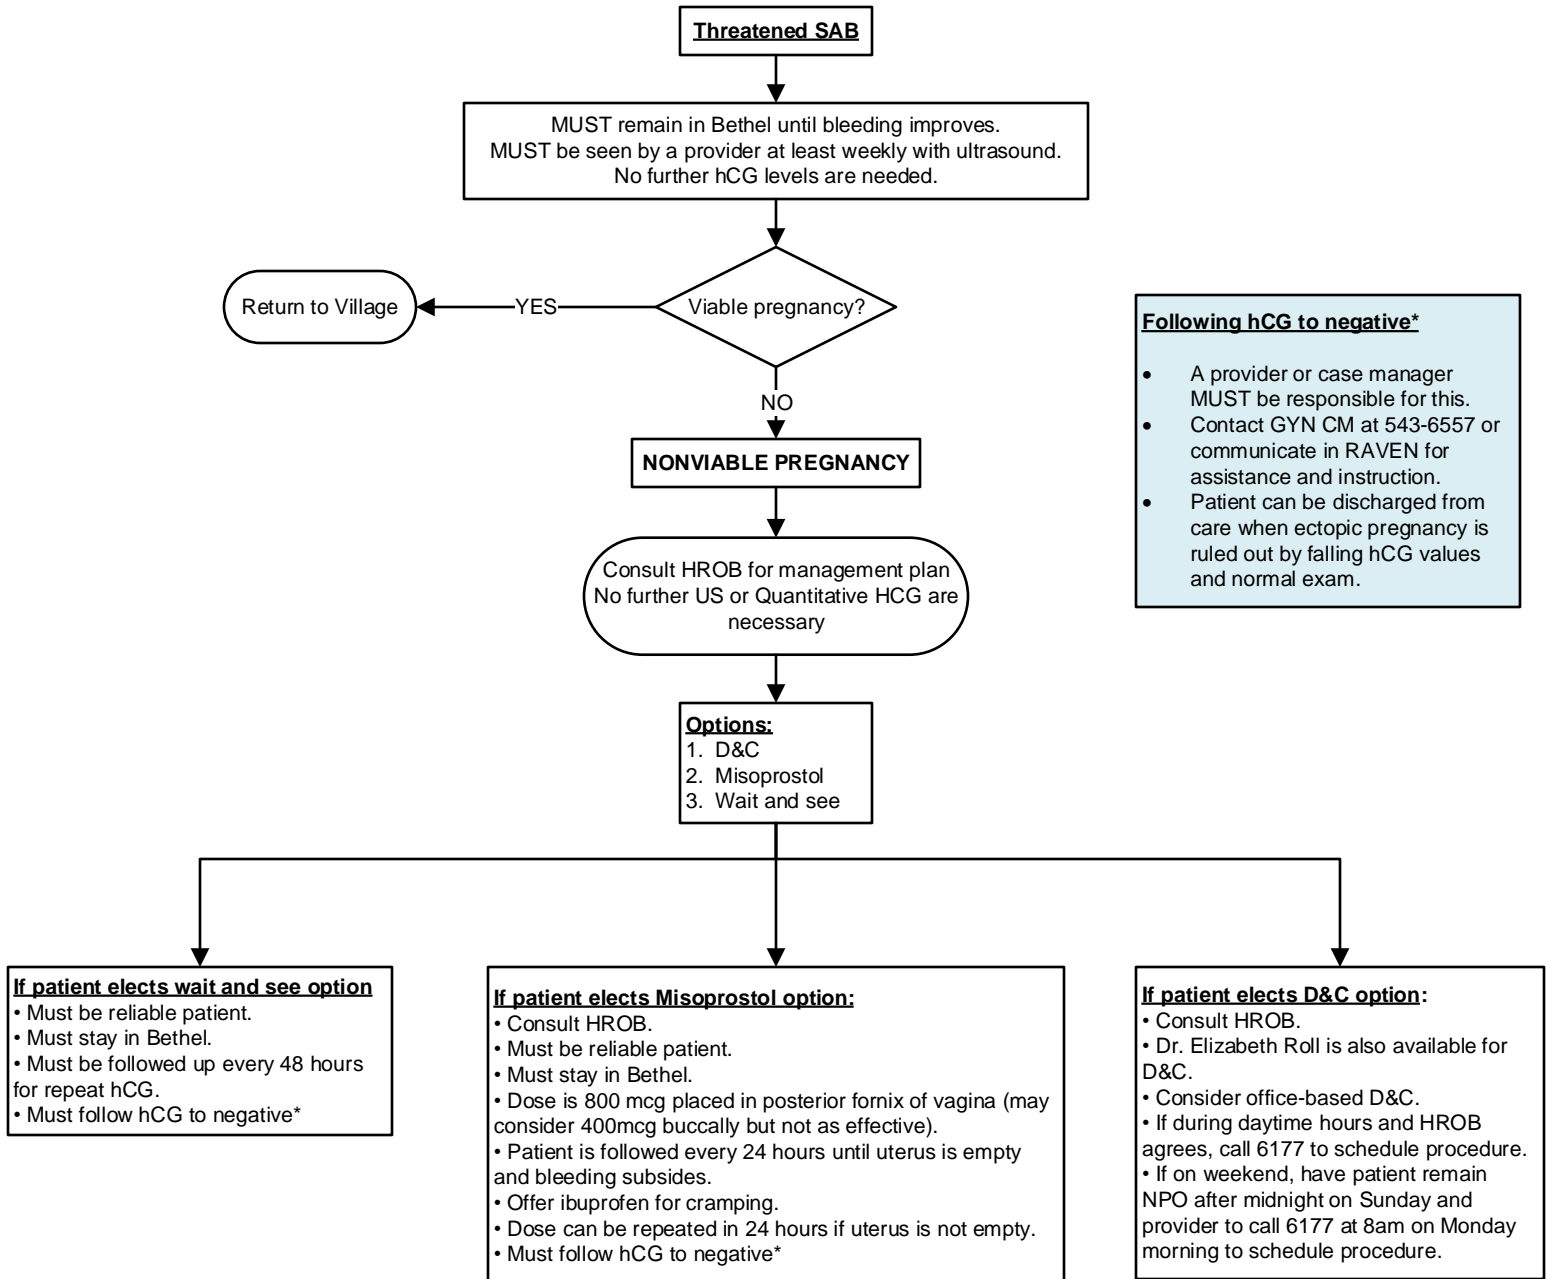 Threatened SAB
MUST remain in Bethel until bleeding improves.
MUST be seen by a provider at least weekly with ultrasound.
No further hCG levels are needed.
Return to Village
YES
Viable pregnancy?
NO
NONVIABLE PREGNANCY
Consult HROB for management plan
No further US or Quantitative HCG are
necessary
Following hCG to negative*
• A provider or case manager
MUST be responsible for this.
• Contact GYN CM at 543-6557 or
communicate in RAVEN for
assistance and instruction.
• Patient can be discharged from
care when ectopic pregnancy is
ruled out by falling hCG values
and normal exam.
Options:
1. D&C
2. Misoprostol
3. Wait and see
If patient elects wait and see option
• Must be reliable patient.
• Must stay in Bethel.
• Must be followed up every 48 hours
for repeat hCG.
• Must follow hCG to negative*
If patient elects Misoprostol option:
• Consult HROB.
• Must be reliable patient.
• Must stay in Bethel.
• Dose is 800 mcg placed in posterior fornix of vagina (may
consider 400mcg buccally but not as effective).
• Patient is followed every 24 hours until uterus is empty
and bleeding subsides.
• Offer ibuprofen for cramping.
• Dose can be repeated in 24 hours if uterus is not empty.
• Must follow hCG to negative*
If patient elects D&C option:
• Consult HROB.
• Dr. Elizabeth Roll is also available for
D&C.
• Consider office-based D&C.
• If during daytime hours and HROB
agrees, call 6177 to schedule procedure.
• If on weekend, have patient remain
NPO after midnight on Sunday and
provider to call 6177 at 8am on Monday
morning to schedule procedure.